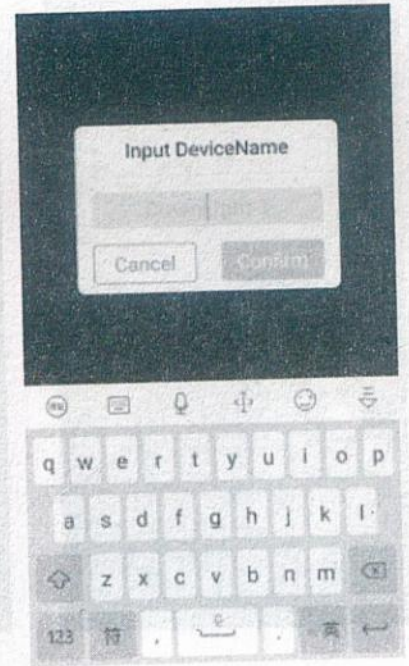 Input DeviceName
Cancel Confirm
q w e r t y u i o p
a s d f g h j k l
z x c v b n m
123 符 , . 英